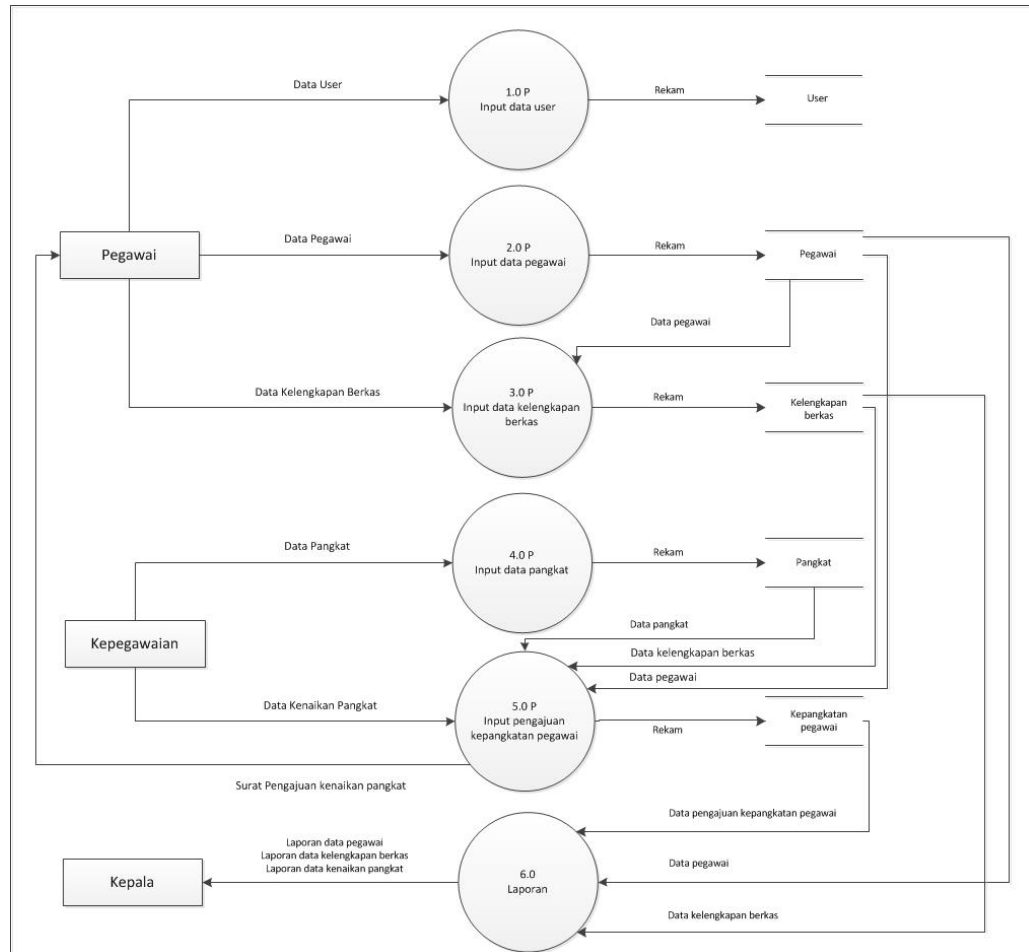 Data User
1.0 P
Input data user
Rekam
User
Pegawai
Data Pegawai
2.0 P
Input data pegawai
Rekam
Pegawai
Data pegawai
Data Kelengkapan Berkas
3.0 P
Input data kelengkapan
berkas
Rekam
Kelengkapan
berkas
Data Pangkat
4.0 P
Input data pangkat
Rekam
Pangkat
Kepegawaian
Data pangkat
Data kelengkapan berkas
Data pegawai
Data Kenaikan Pangkat
5.0 P
Input pengajuan
kepangkatan pegawai
Rekam
Kepangkatan
pegawai
Surat Pengajuan kenaikan pangkat
Data pengajuan kepangkatan pegawai
Laporan data pegawai
Laporan data kelengkapan berkas
Laporan data kenaikan pangkat
Kepala
6.0
Laporan
Data pegawai
Data kelengkapan berkas